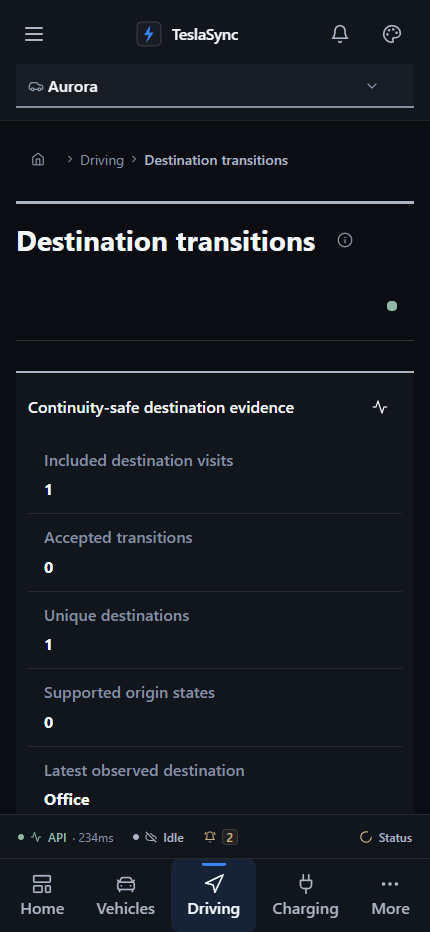 TeslaSync
Aurora
Driving
Destination transitions
Destination transitions
Continuity-safe destination evidence
Included destination visits
1
Accepted transitions
0
Unique destinations
1
Supported origin states
0
Latest observed destination
Office
API · 234ms
Idle
2
Status
Home
Vehicles
Driving
Charging
More